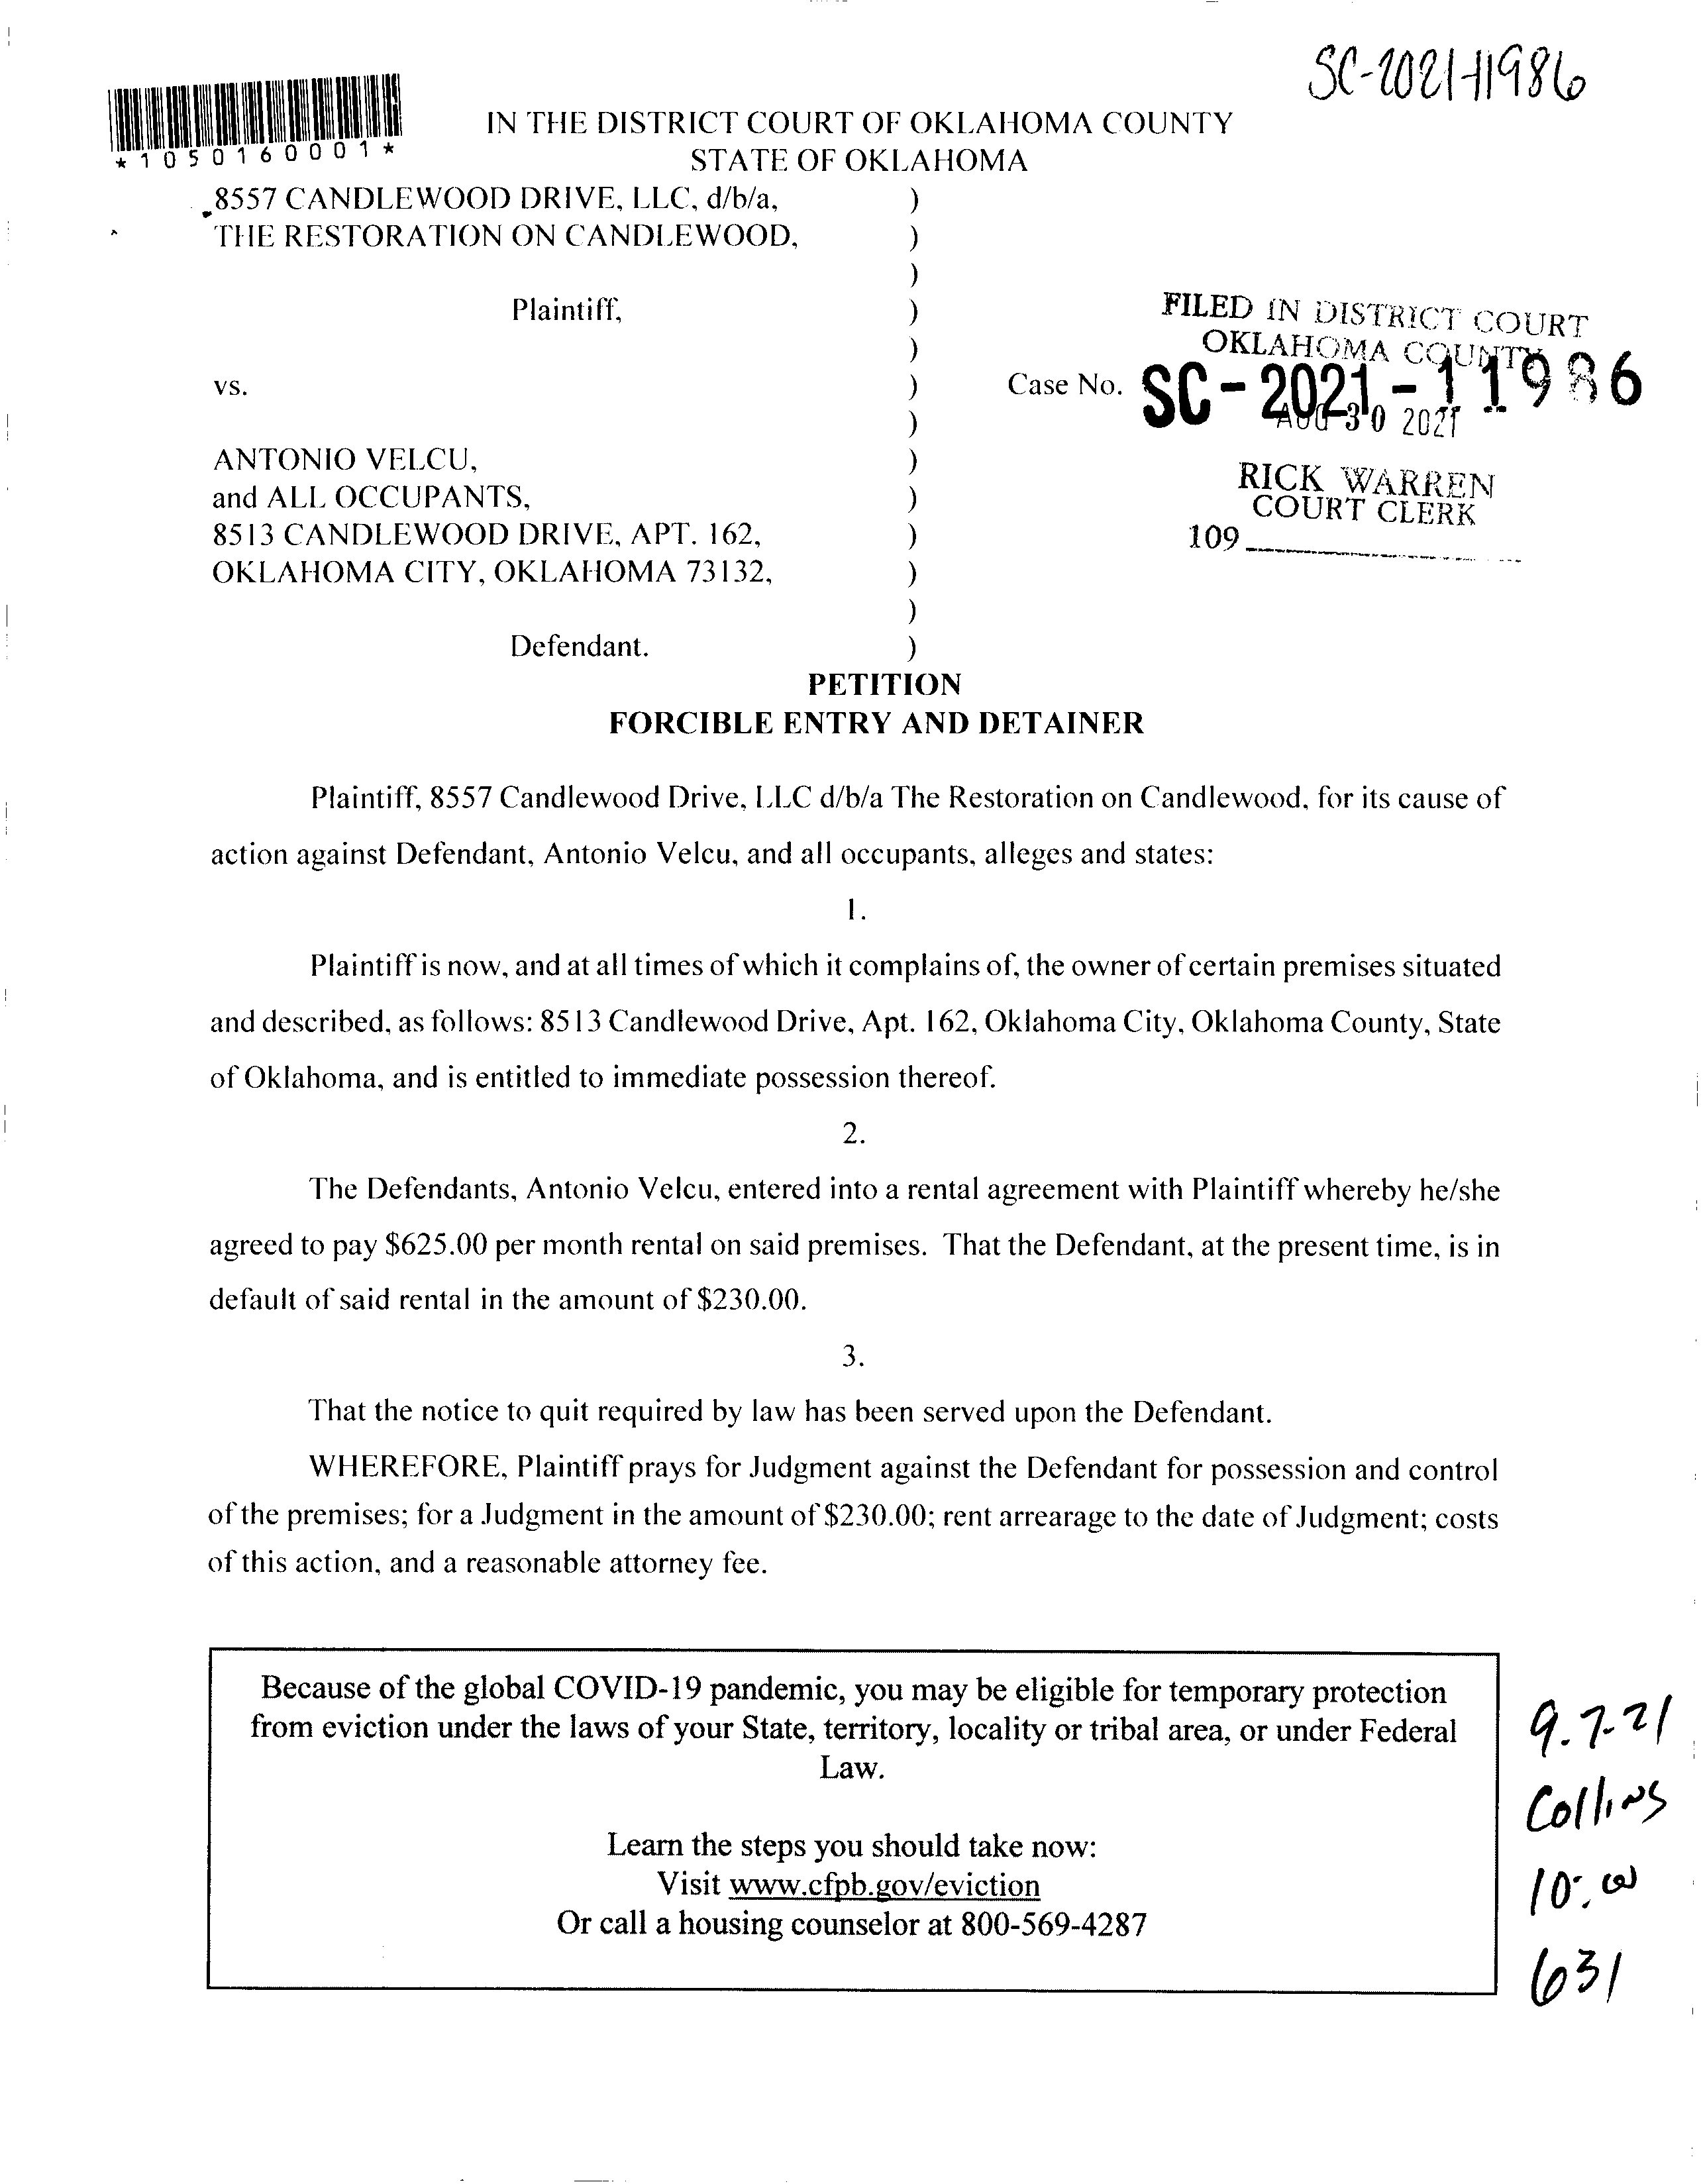 SC-2021-11986
*1050160001*
IN THE DISTRICT COURT OF OKLAHOMA COUNTY
STATE OF OKLAHOMA
8557 CANDLEWOOD DRIVE, LLC, d/b/a, )
THE RESTORATION ON CANDLEWOOD, )
)
Plaintiff, )
FILED IN DISTRICT COURT
OKLAHOMA COUNTY
)
vs. ) Case No. SC-2021-11986
AUG 30 2021
)
ANTONIO VELCU, )
RICK WARREN
and ALL OCCUPANTS, )
COURT CLERK
8513 CANDLEWOOD DRIVE, APT. 162, )
109
OKLAHOMA CITY, OKLAHOMA 73132, )
)
Defendant. )
PETITION
FORCIBLE ENTRY AND DETAINER
Plaintiff, 8557 Candlewood Drive, LLC d/b/a The Restoration on Candlewood, for its cause of
action against Defendant, Antonio Velcu, and all occupants, alleges and states:
1.
Plaintiff is now, and at all times of which it complains of, the owner of certain premises situated
and described, as follows: 8513 Candlewood Drive, Apt. 162, Oklahoma City, Oklahoma County, State
of Oklahoma, and is entitled to immediate possession thereof.
2.
The Defendants, Antonio Velcu, entered into a rental agreement with Plaintiff whereby he/she
agreed to pay $625.00 per month rental on said premises. That the Defendant, at the present time, is in
default of said rental in the amount of $230.00.
3.
That the notice to quit required by law has been served upon the Defendant.
WHEREFORE, Plaintiff prays for Judgment against the Defendant for possession and control
of the premises; for a Judgment in the amount of $230.00; rent arrearage to the date of Judgment; costs
of this action, and a reasonable attorney fee.
Because of the global COVID-19 pandemic, you may be eligible for temporary protection
from eviction under the laws of your State, territory, locality or tribal area, or under Federal
Law.
Learn the steps you should take now:
Visit www.cfpb.gov/eviction
Or call a housing counselor at 800-569-4287
9.7-21
Collins
10:00
631